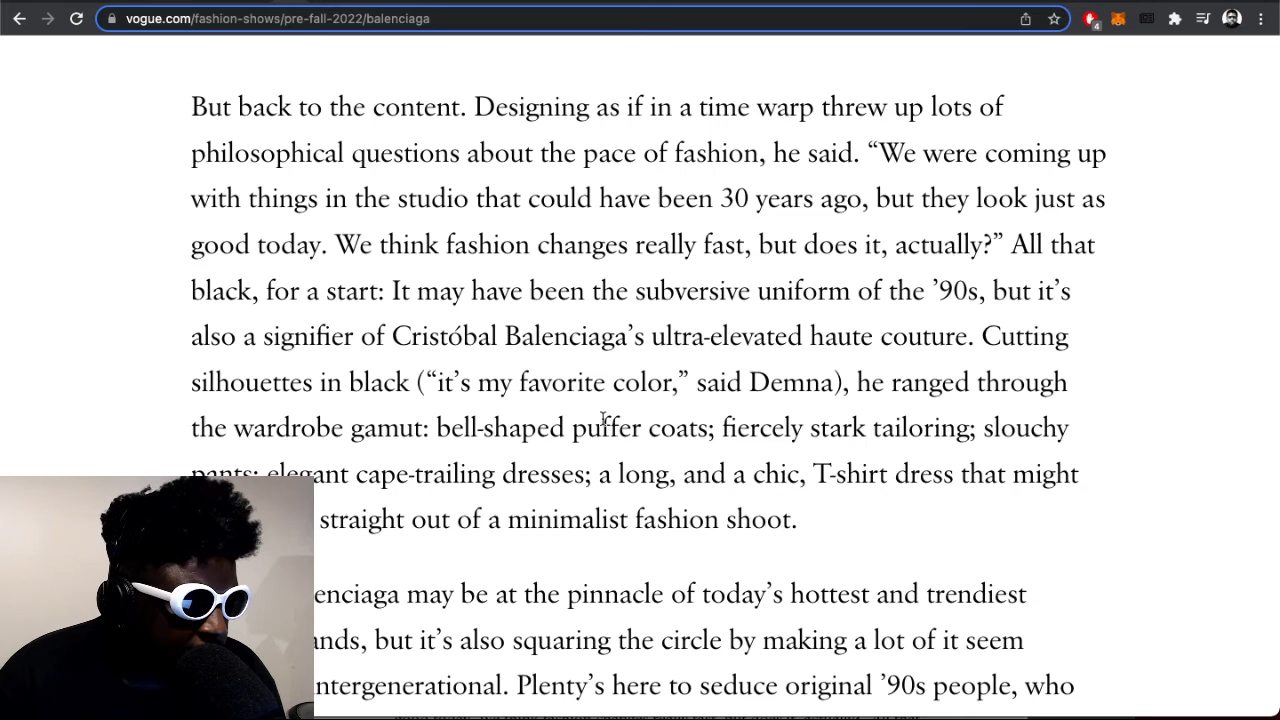 vogue.com/fashion-shows/pre-fall-2022/balenciaga
4
But back to the content. Designing as if in a time warp threw up lots of
philosophical questions about the pace of fashion, he said. “We were coming up
with things in the studio that could have been 30 years ago, but they look just as
good today. We think fashion changes really fast, but does it, actually?” All that
black, for a start: It may have been the subversive uniform of the ’90s, but it’s
also a signifier of Cristóbal Balenciaga’s ultra-elevated haute couture. Cutting
silhouettes in black (“it’s my favorite color,” said Demna), he ranged through
the wardrobe gamut: bell-shaped puffer coats; fiercely stark tailoring; slouchy
pants; elegant cape-trailing dresses; a long, and a chic, T-shirt dress that might
straight out of a minimalist fashion shoot.
enciaga may be at the pinnacle of today’s hottest and trendiest
ands, but it’s also squaring the circle by making a lot of it seem
ntergenerational. Plenty’s here to seduce original ’90s people, who